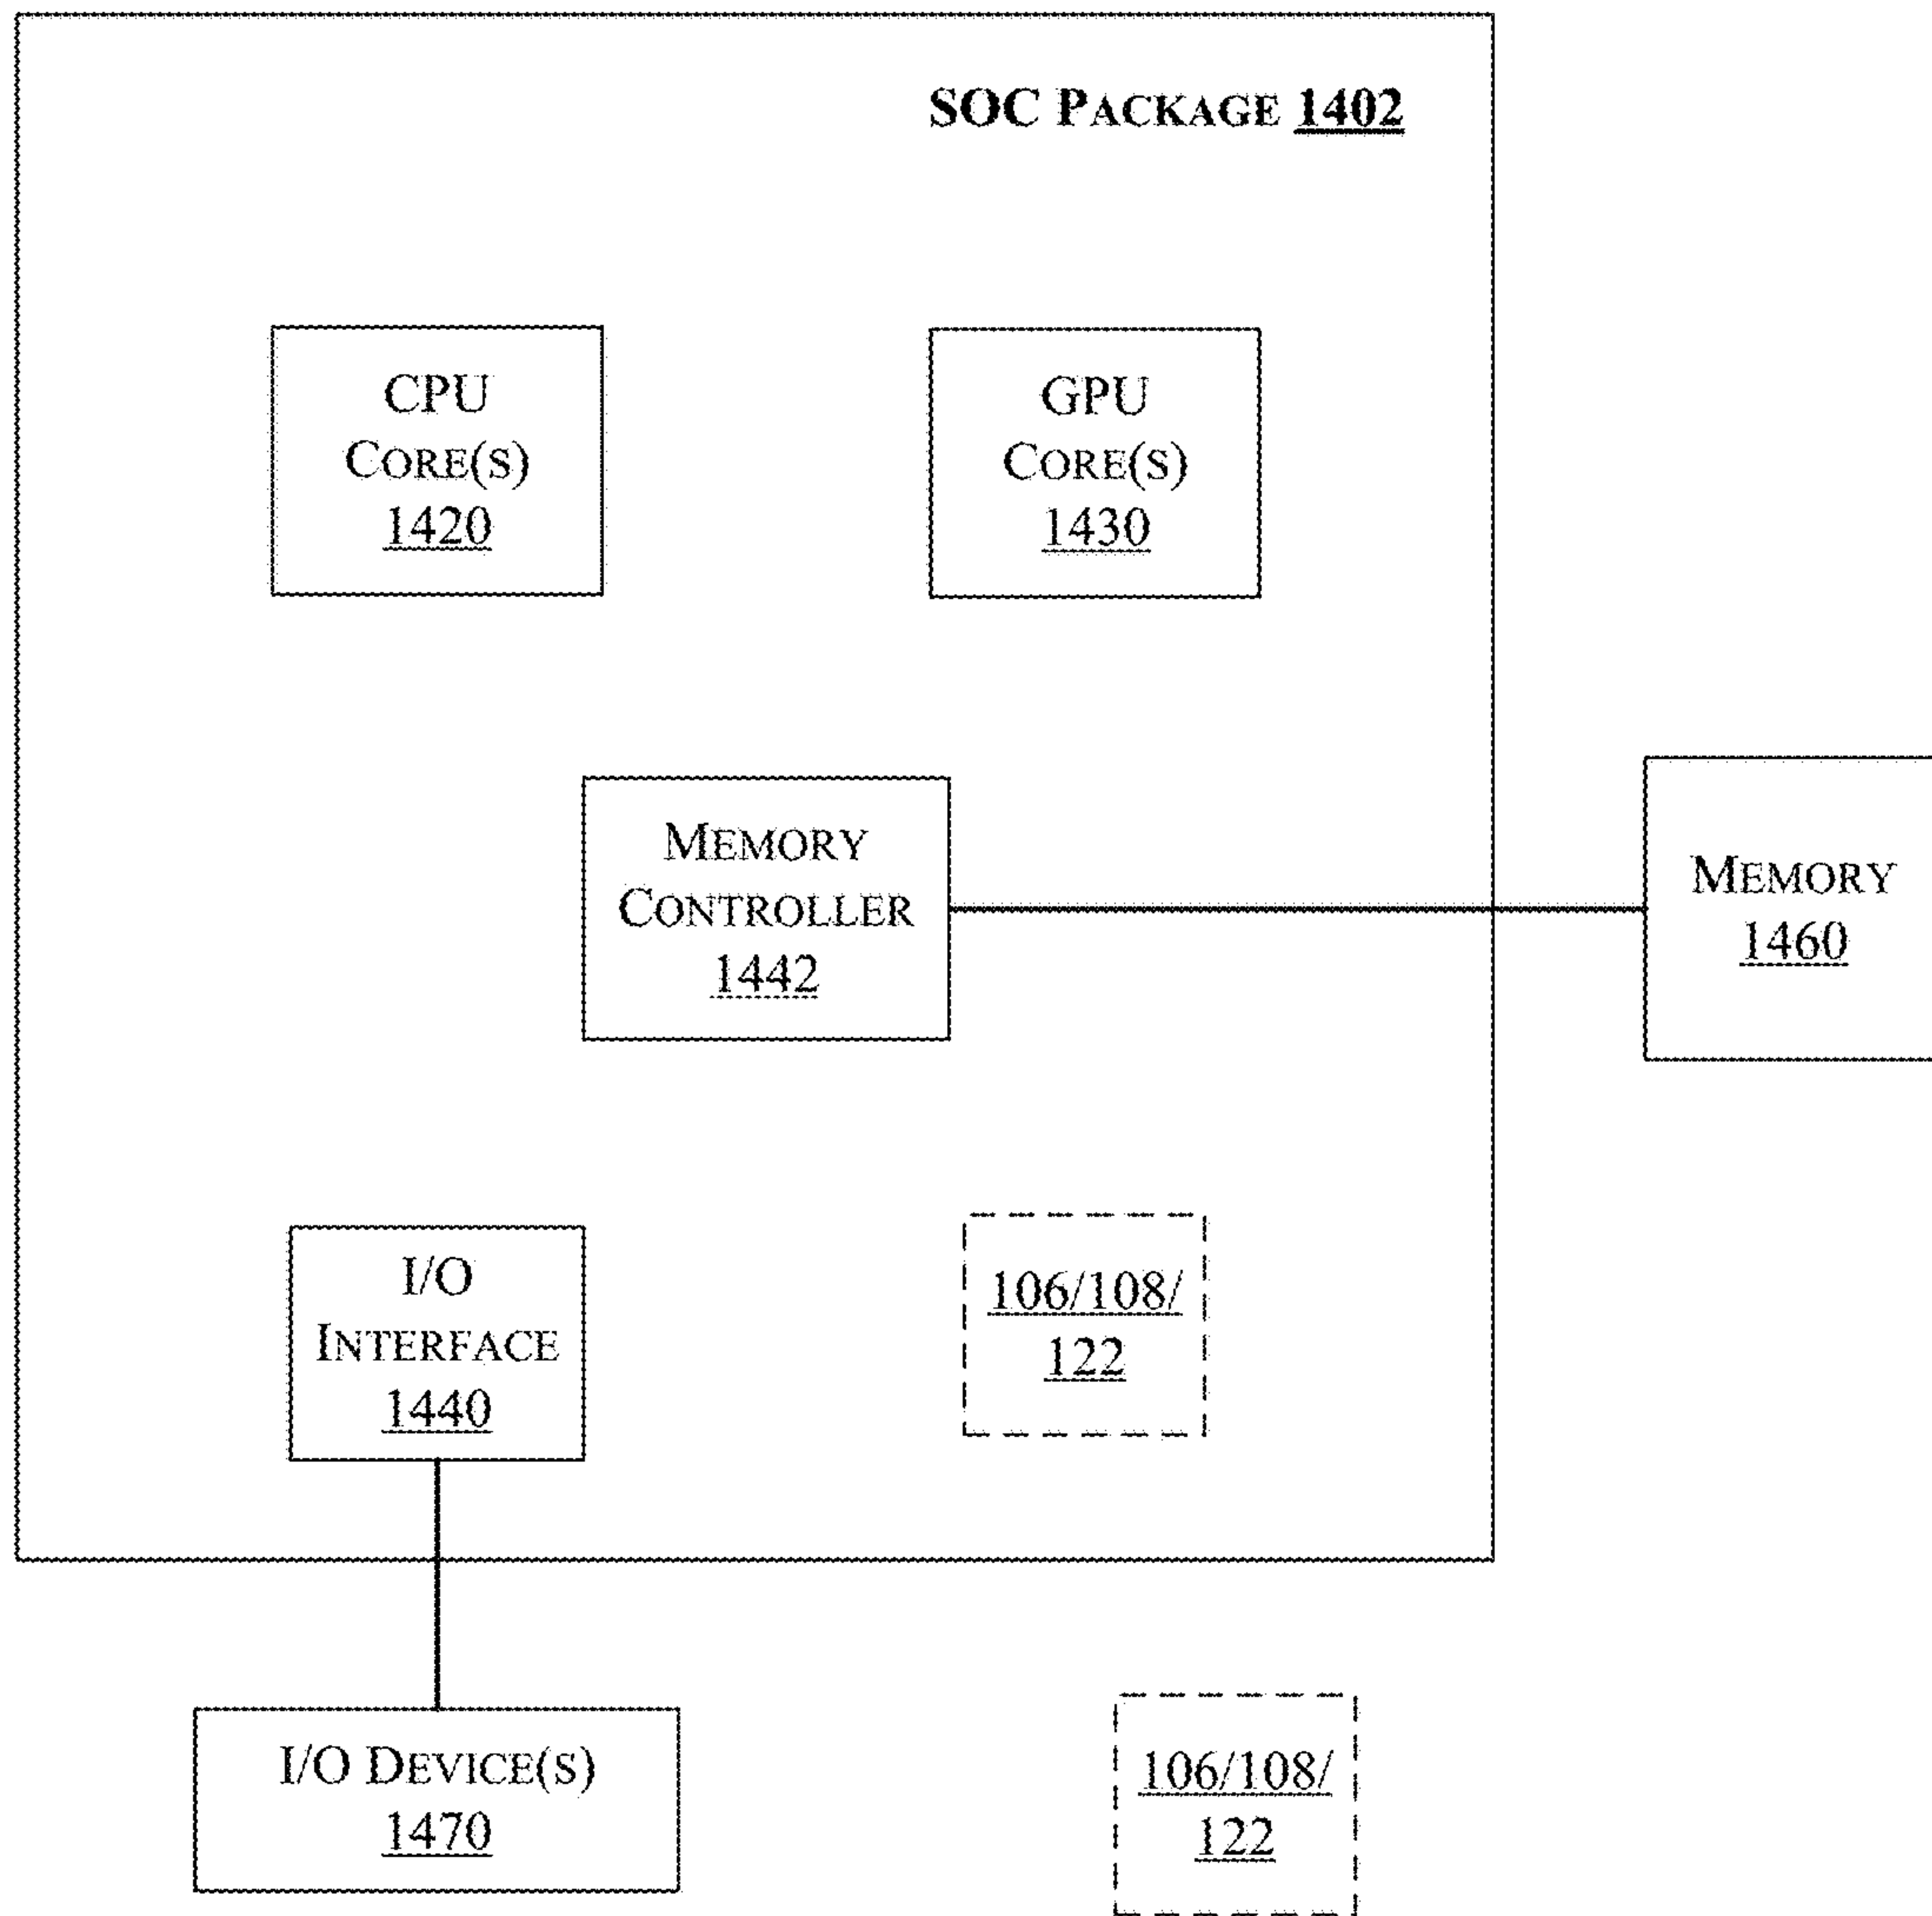 SOC PACKAGE 1402
CPU
CORE(S)
1420
GPU
CORE(S)
1430
MEMORY
CONTROLLER
1442
MEMORY
1460
I/O
INTERFACE
1440
106/108/
122
I/O DEVICE(S)
1470
106/108/
122